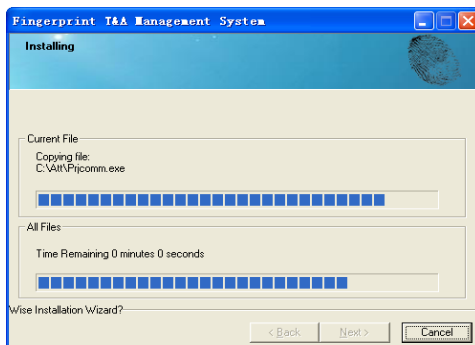 Fingerprint T&A Management System
Installing
Current File
Copying file:
C:\Att\Prjcomm.exe
All Files
Time Remaining 0 minutes 0 seconds
Wise Installation Wizard?
< Back
Next >
Cancel